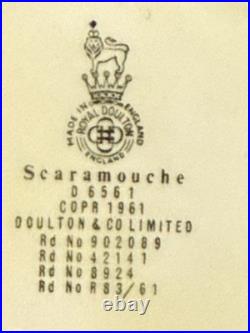 MADE IN ENGLAND
ROYAL DOULTON
ENGLAND
Scaramouche
D 6561
COPR 1961
DOULTON & CO LIMITED
Rd No 902089
Rd No 42141
Rd No 8924
Rd No R83/61